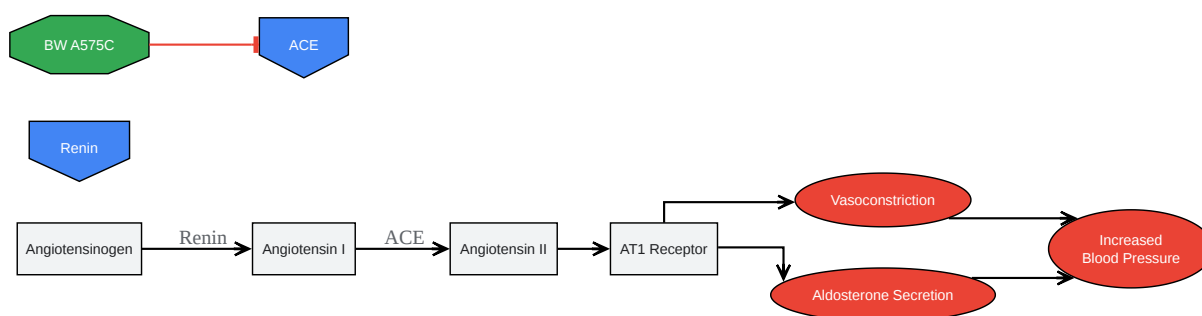 BW A575C
ACE
Renin
Angiotensinogen
Renin
Angiotensin I
ACE
Angiotensin II
AT1 Receptor
Vasoconstriction
Aldosterone Secretion
Increased
Blood Pressure